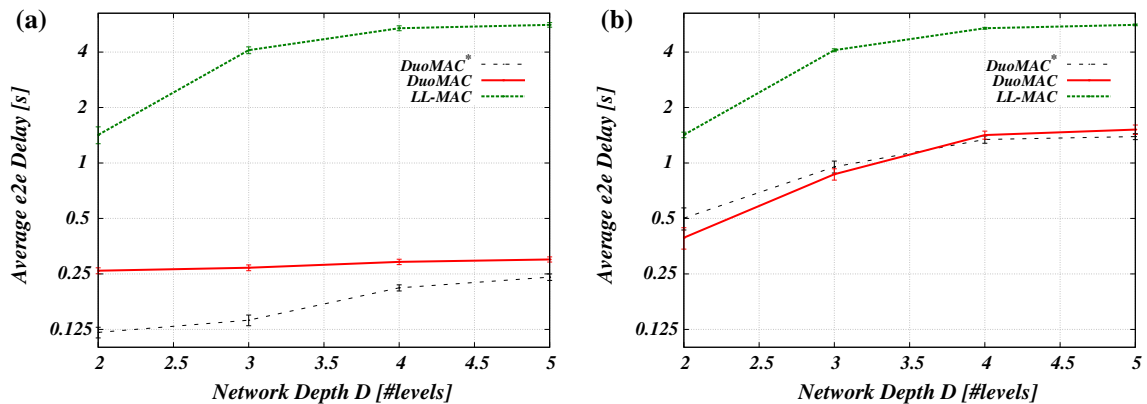 (a)
Average e2e Delay [s]
4
2
1
0.5
0.25
0.125
DuoMAC*
DuoMAC
LL-MAC
2
2.5
3
3.5
4
4.5
5
Network Depth D [#levels]
(b)
Average e2e Delay [s]
4
2
1
0.5
0.25
0.125
DuoMAC*
DuoMAC
LL-MAC
2
2.5
3
3.5
4
4.5
5
Network Depth D [#levels]